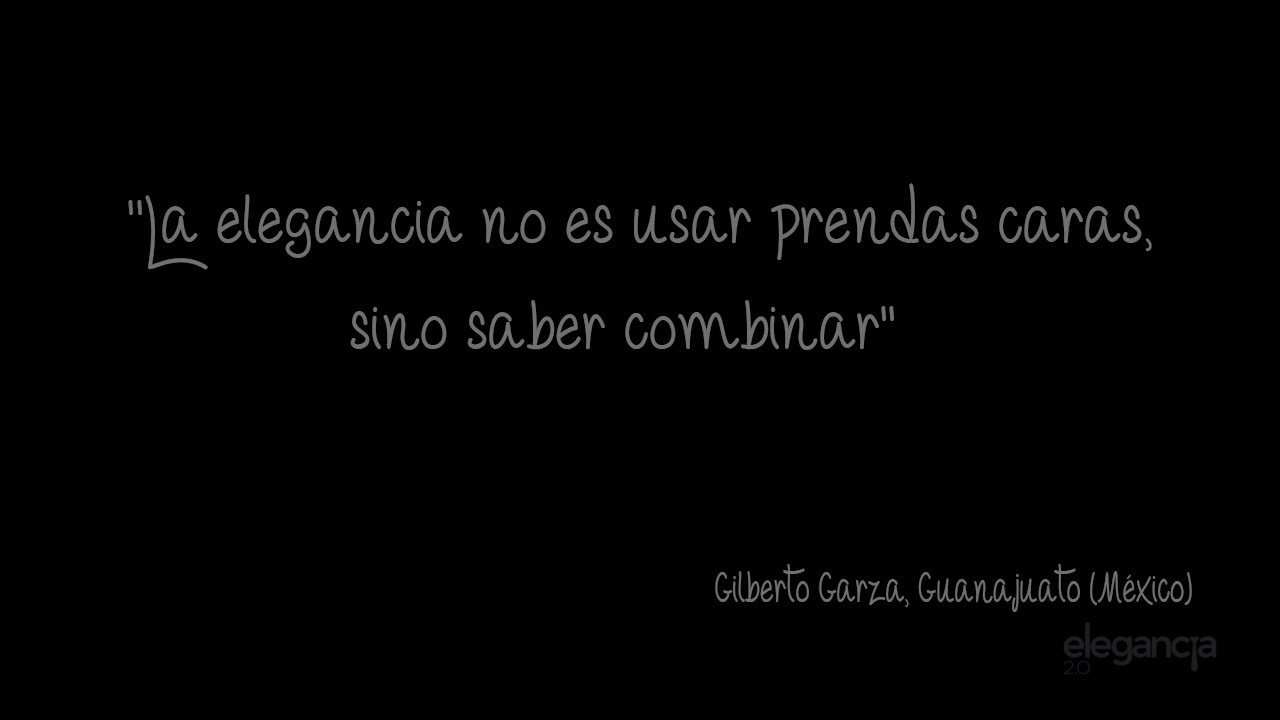 "La elegancia no es usar prendas caras,
sino saber combinar"
Gilberto Garza, Guanajuato (México)
elegancia
2.0